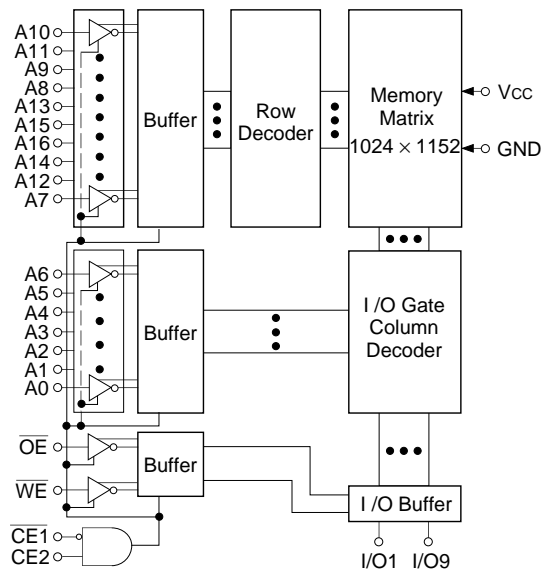 A10
A11
A9
A8
A13
A15
A16
A14
A12
A7
Buffer
Row
Decoder
Memory
Matrix
1024 × 1152
VCC
GND
A6
A5
A4
A3
A2
A1
A0
Buffer
I /O Gate
Column
Decoder
OE
WE
Buffer
I /O Buffer
CE1
CE2
I/O1 I/O9